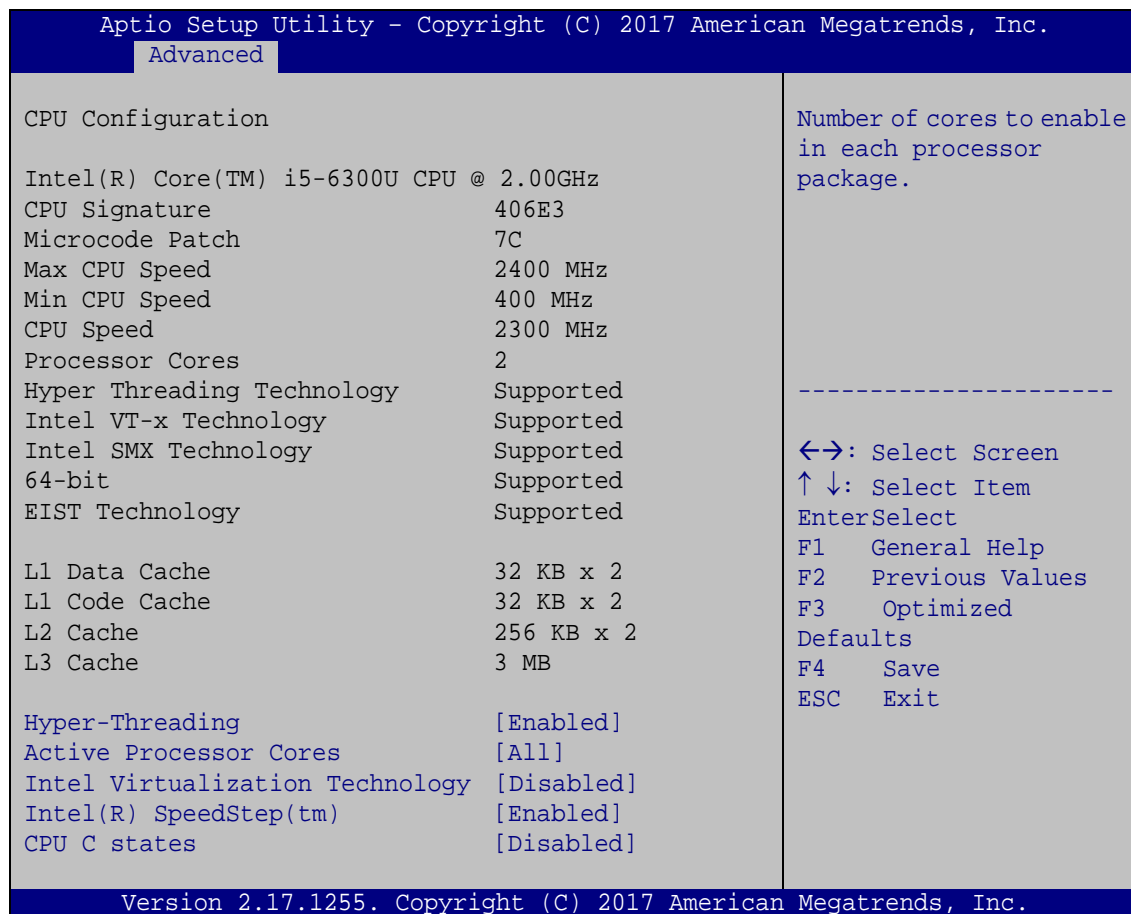 Aptio Setup Utility – Copyright (C) 2017 American Megatrends, Inc.
Advanced
CPU Configuration
Intel(R) Core(TM) i5-6300U CPU @ 2.00GHz
CPU Signature 406E3
Microcode Patch 7C
Max CPU Speed 2400 MHz
Min CPU Speed 400 MHz
CPU Speed 2300 MHz
Processor Cores 2
Hyper Threading Technology Supported
Intel VT-x Technology Supported
Intel SMX Technology Supported
64-bit Supported
EIST Technology Supported
L1 Data Cache 32 KB x 2
L1 Code Cache 32 KB x 2
L2 Cache 256 KB x 2
L3 Cache 3 MB
Hyper-Threading [Enabled]
Active Processor Cores [All]
Intel Virtualization Technology [Disabled]
Intel(R) SpeedStep(tm) [Enabled]
CPU C states [Disabled]
Number of cores to enable
in each processor
package.
----------------------
←→: Select Screen
↑ ↓: Select Item
EnterSelect
F1 General Help
F2 Previous Values
F3 Optimized
Defaults
F4 Save
ESC Exit
Version 2.17.1255. Copyright (C) 2017 American Megatrends, Inc.